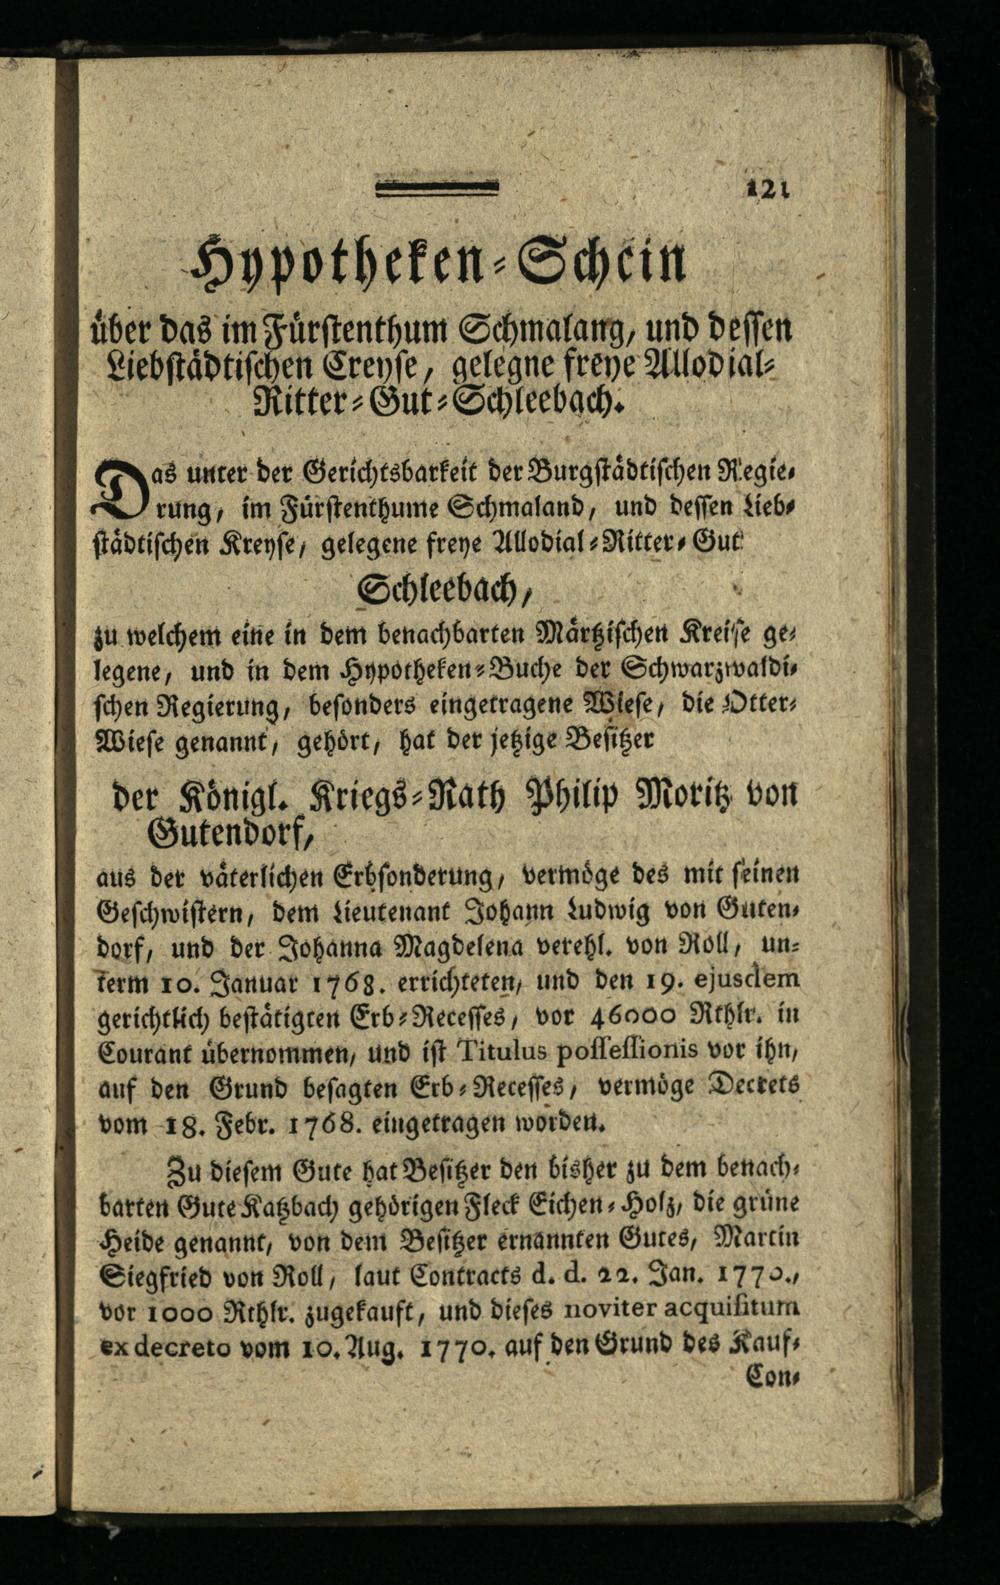 121
Hypotheken-Schein
über das im Fürstenthum Schmalang, und dessen
Liebstädtischen Creyse, gelegne freye Allodial-
Ritter-Gut-Schleebach.
Das unter der Gerichtsbarkeit der Burgstädtischen Regie-
rung, im Fürstenthume Schmaland, und dessen Lieb-
städtischen Kreyse, gelegene freye Allodial-Ritter-Gut
Schleebach,
zu welchem eine in dem benachbarten Märtzischen Kreise ge-
legene, und in dem Hypotheken-Buche der Schwarzwaldi-
schen Regierung, besonders eingetragene Wiese, die Otter-
Wiese genannt, gehört, hat der jetzige Besitzer
der Königl. Kriegs-Rath Philip Moritz von
Gutendorf,
aus der väterlichen Erbsonderung, vermöge des mit seinen
Geschwistern, dem Lieutenant Johann Ludwig von Guten-
dorf, und der Johanna Magdelena verehl. von Roll, un-
term 10. Januar 1768. errichteten, und den 19. ejusdem
gerichtlich bestätigten Erb-Recesses, vor 46000 Rthlr. in
Courant übernommen, und ist Titulus possessionis vor ihn,
auf den Grund besagten Erb-Recesses, vermöge Decrets
vom 18. Febr. 1768. eingetragen worden.
Zu diesem Gute hat Besitzer den bisher zu dem benach-
barten Gute Katzbach gehörigen Fleck Eichen-Holz, die grüne
Heide genannt, von dem Besitzer ernannten Gutes, Martin
Siegfried von Roll, laut Contracts d. d. 22. Jan. 1770.,
vor 1000 Rthlr. zugekauft, und dieses noviter acquisitum
ex decreto vom 10. Aug. 1770. auf den Grund des Kauf-
Con-